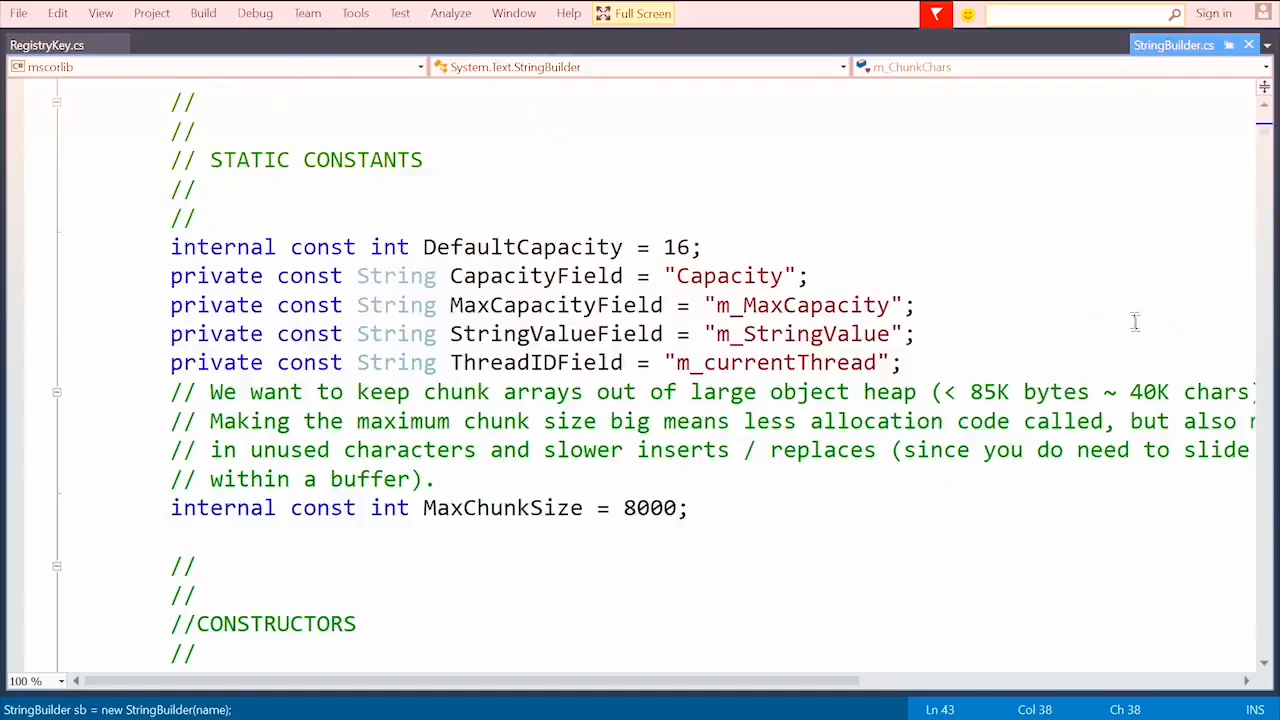 File Edit View Project Build Debug Team Tools Test Analyze Window Help Full Screen Sign in
RegistryKey.cs StringBuilder.cs
mscorlib System.Text.StringBuilder m_ChunkChars
//
//
// STATIC CONSTANTS
//
//
internal const int DefaultCapacity = 16;
private const String CapacityField = "Capacity";
private const String MaxCapacityField = "m_MaxCapacity";
private const String StringValueField = "m_StringValue";
private const String ThreadIDField = "m_currentThread";
// We want to keep chunk arrays out of large object heap (< 85K bytes ~ 40K chars)
// Making the maximum chunk size big means less allocation code called, but also
// in unused characters and slower inserts / replaces (since you do need to slide
// within a buffer).
internal const int MaxChunkSize = 8000;
//
//
//CONSTRUCTORS
//
100 %
StringBuilder sb = new StringBuilder(name); Ln 43 Col 38 Ch 38 INS